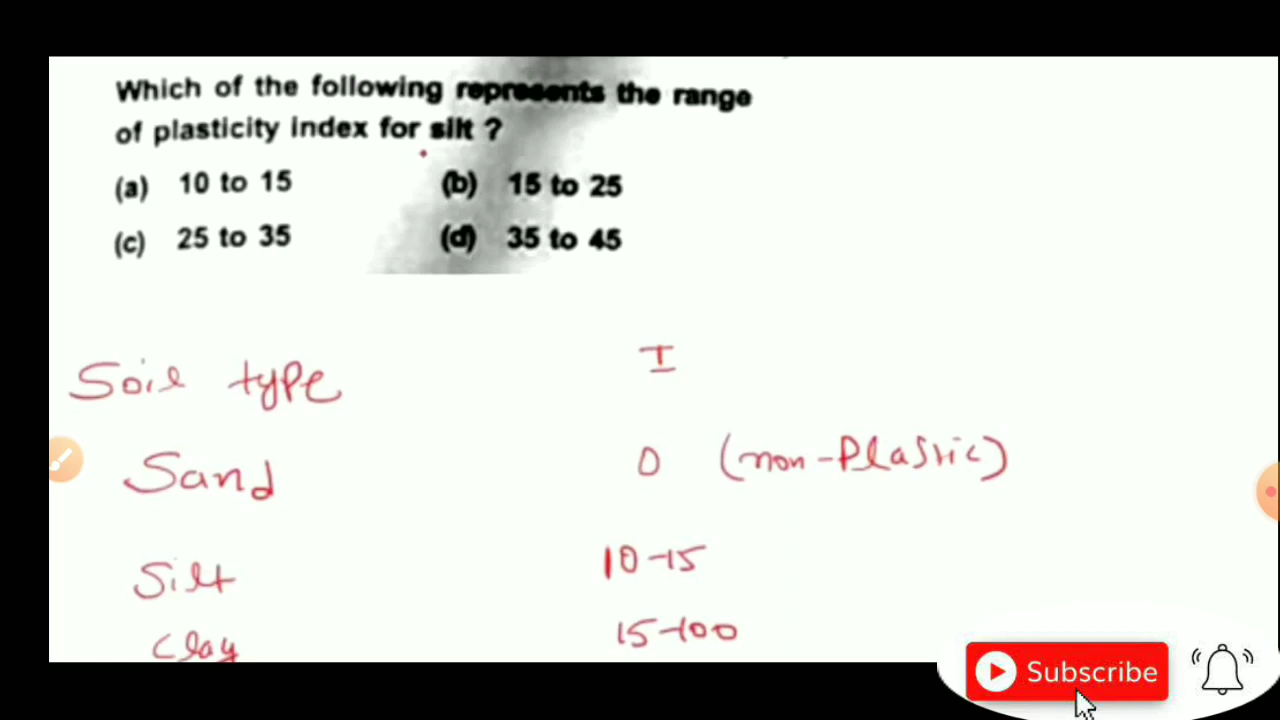 Which of the following represents the range
of plasticity index for silt ?
(a) 10 to 15 (b) 15 to 25
(c) 25 to 35 (d) 35 to 45
Soil type I
Sand 0 (non-Plastic)
Silt 10-15
Clay 15-100
Subscribe